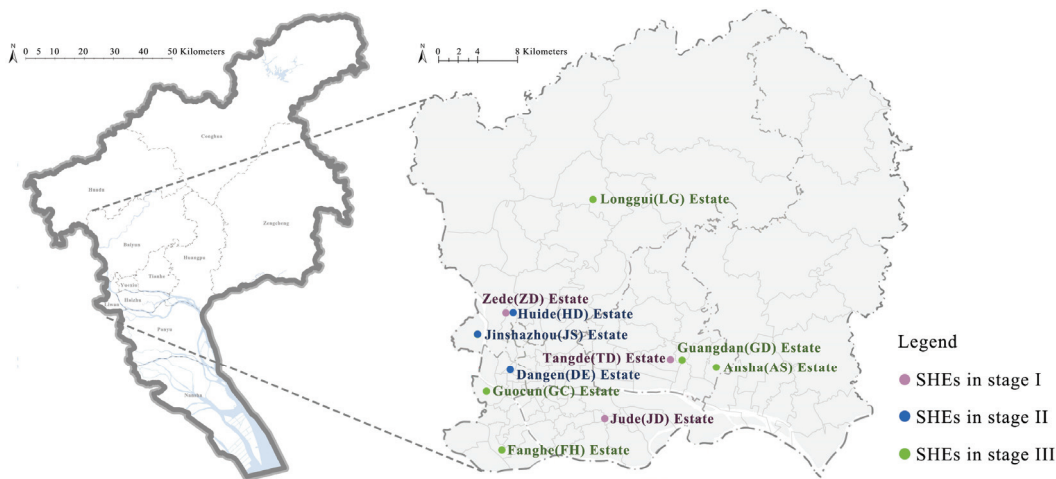 N
0 5 10 20 30 40 50 Kilometers
Conghua
Huadu
Zengcheng
Baiyun
Huangpu
Tianhe
Yuexiu
Haizhu
Liwan
Panyu
Nansha
N
0 2 4 8 Kilometers
Longgui(LG) Estate
Zede(ZD) Estate
Huide(HD) Estate
Jinshazhou(JS) Estate
Tangde(TD) Estate
Guangdan(GD) Estate
Ansha(AS) Estate
Dangen(DE) Estate
Guocun(GC) Estate
Jude(JD) Estate
Fanghe(FH) Estate
Legend
SHEs in stage I
SHEs in stage II
SHEs in stage III